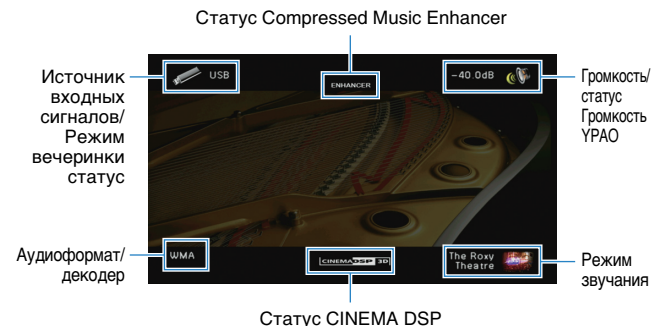 Статус Compressed Music Enhancer
Источник
входных
сигналов/
Режим
вечеринки
статус
USB
ENHANCER
-40.0dB
Громкость/
статус
Громкость
YPAO
Аудиоформат/
декодер
WMA
CINEMA DSP 3D
The Roxy
Theatre
Режим
звучания
Статус CINEMA DSP